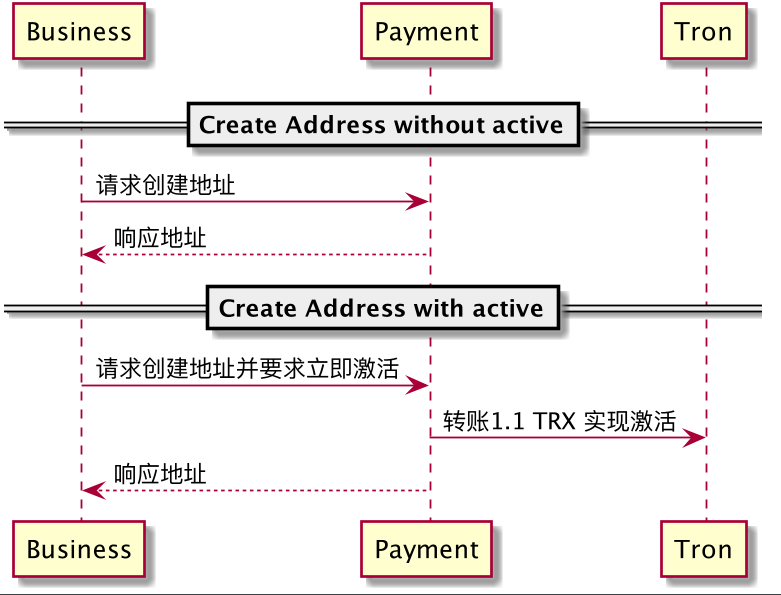 Business Payment Tron
Create Address without active
请求创建地址
响应地址
Create Address with active
请求创建地址并要求立即激活
转账1.1 TRX 实现激活
响应地址
Business Payment Tron